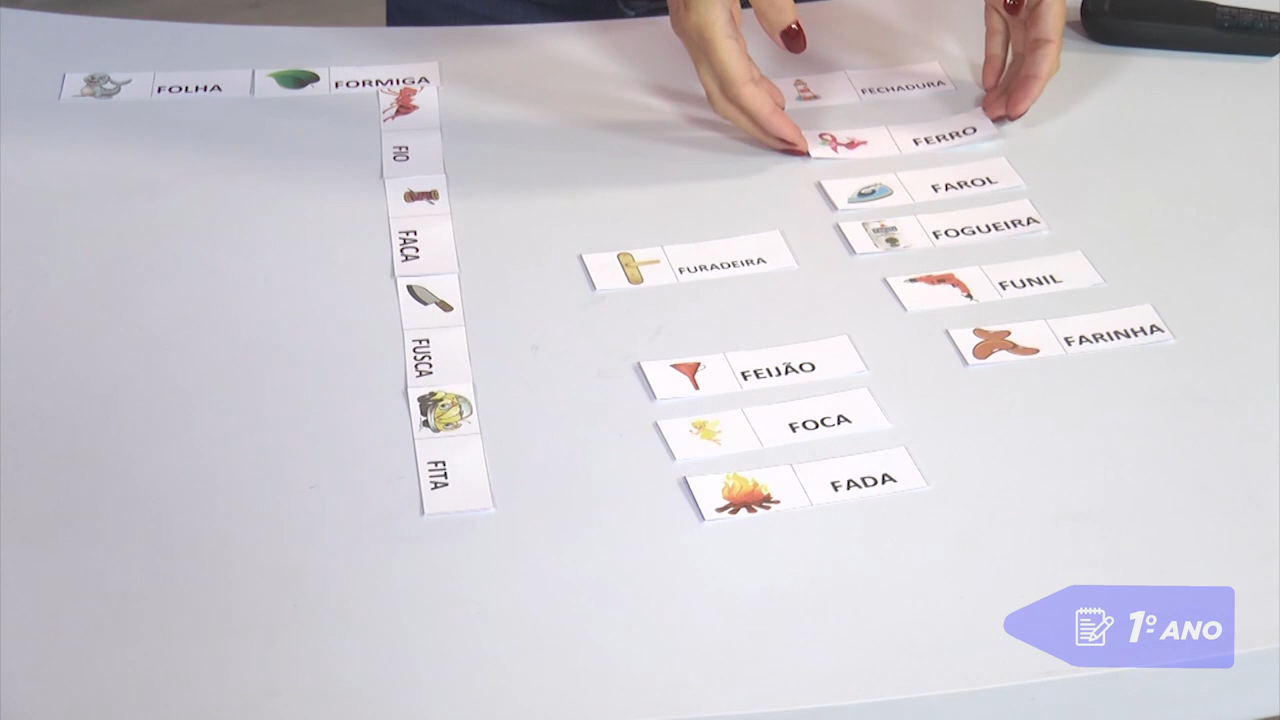 FOLHA
FORMIGA
FIO
FACA
FUSCA
FITA
FECHADURA
FERRO
FAROL
FOGUEIRA
FURADEIRA
FUNIL
FARINHA
FEIJÃO
FOCA
FADA
1º ANO